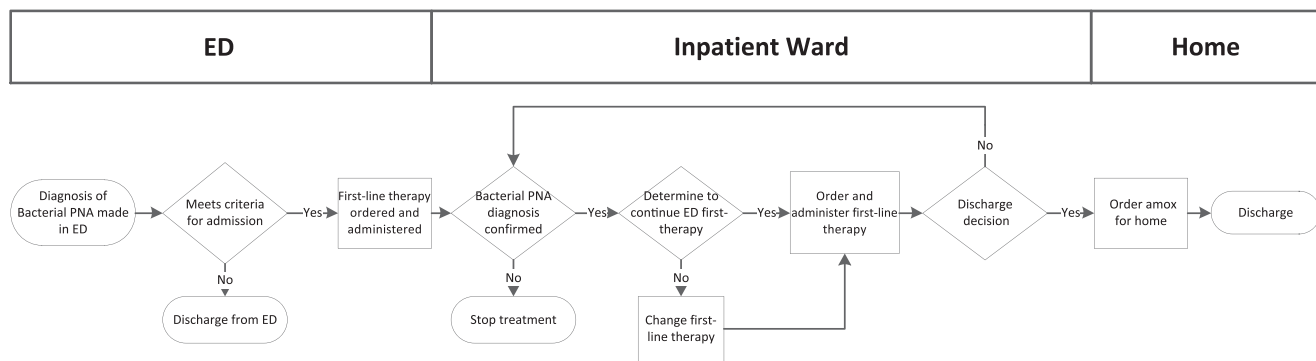 ED
Inpatient Ward
Home
Diagnosis of
Bacterial PNA made
in ED
Meets criteria
for admission
Yes
No
Discharge from ED
First-line therapy
ordered and
administered
Bacterial PNA
diagnosis
confirmed
Yes
No
Stop treatment
Determine to
continue ED first-
therapy
Yes
No
Change first-
line therapy
Order and
administer first-line
therapy
Discharge
decision
No
Yes
Order amox
for home
Discharge